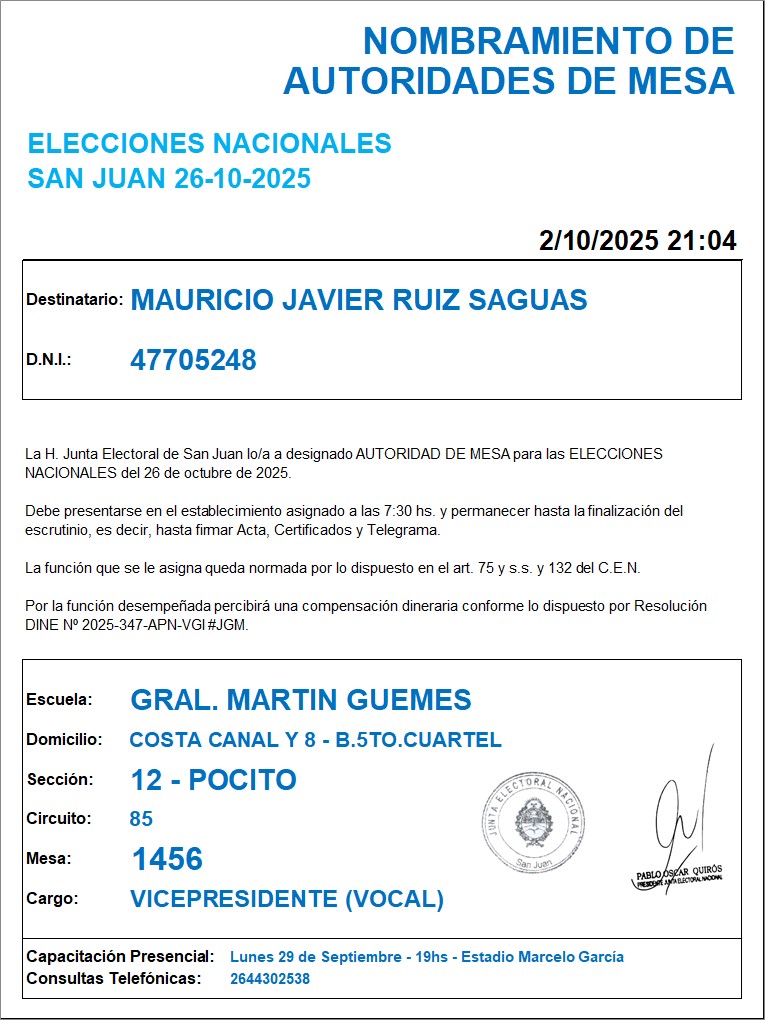 NOMBRAMIENTO DE
AUTORIDADES DE MESA
ELECCIONES NACIONALES
SAN JUAN 26-10-2025
2/10/2025 21:04
Destinatario: MAURICIO JAVIER RUIZ SAGUAS
D.N.I.: 47705248
La H. Junta Electoral de San Juan lo/a a designado AUTORIDAD DE MESA para las ELECCIONES
NACIONALES del 26 de octubre de 2025.
Debe presentarse en el establecimiento asignado a las 7:30 hs. y permanecer hasta la finalización del
escrutinio, es decir, hasta firmar Acta, Certificados y Telegrama.
La función que se le asigna queda normada por lo dispuesto en el art. 75 y s.s. y 132 del C.E.N.
Por la función desempeñada percibirá una compensación dineraria conforme lo dispuesto por Resolución
DINE Nº 2025-347-APN-VGI#JGM.
Escuela: GRAL. MARTIN GUEMES
Domicilio: COSTA CANAL Y 8 - B.5TO.CUARTEL
Sección: 12 - POCITO
Circuito: 85
Mesa: 1456
Cargo: VICEPRESIDENTE (VOCAL)
JUNTA ELECTORAL NACIONAL
San Juan
PABLO OSCAR QUIRÓS
PRESIDENTE JUNTA ELECTORAL NACIONAL
Capacitación Presencial: Lunes 29 de Septiembre - 19hs - Estadio Marcelo García
Consultas Telefónicas: 2644302538